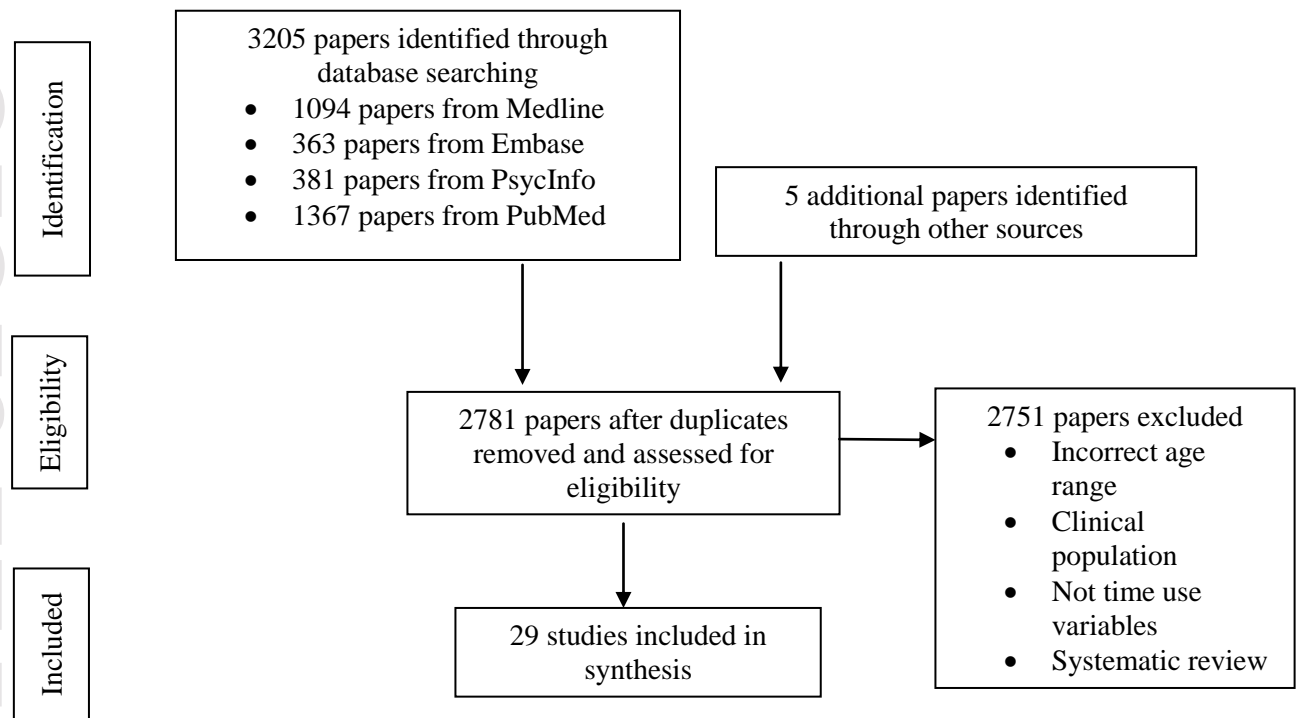 Identification
3205 papers identified through
database searching
• 1094 papers from Medline
• 363 papers from Embase
• 381 papers from PsycInfo
• 1367 papers from PubMed
5 additional papers identified
through other sources
Eligibility
2781 papers after duplicates
removed and assessed for
eligibility
2751 papers excluded
• Incorrect age
range
• Clinical
population
• Not time use
variables
• Systematic review
Included
29 studies included in
synthesis